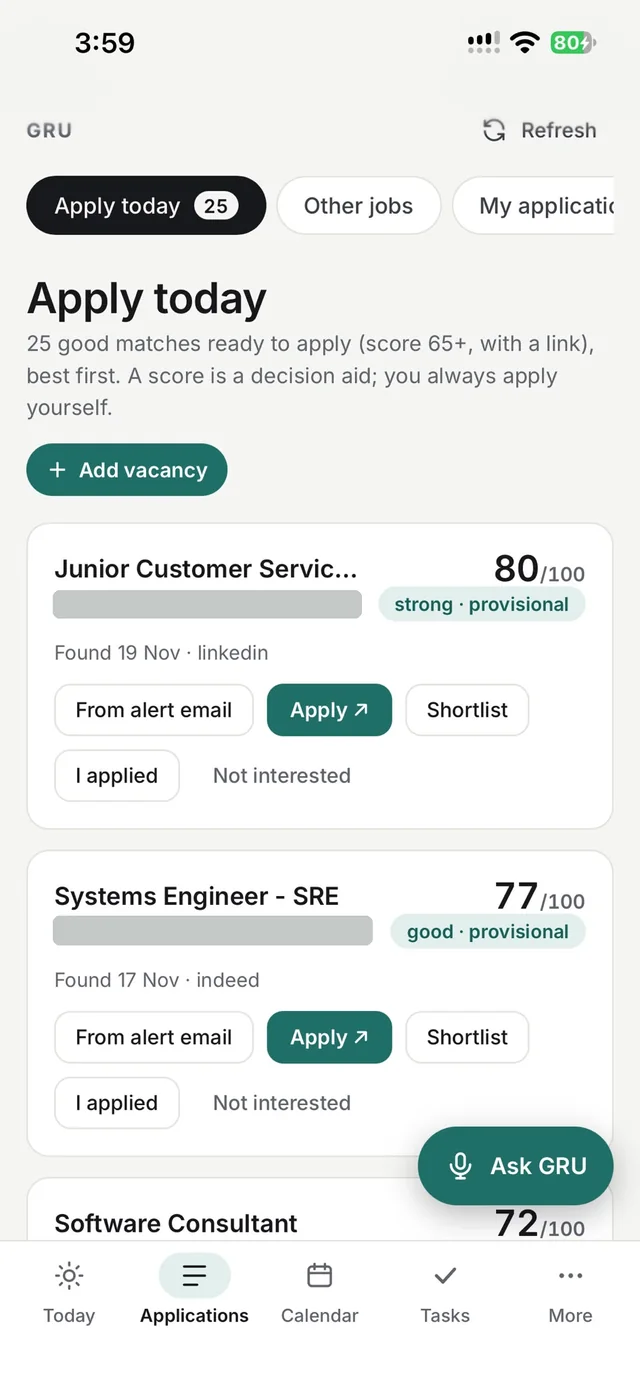 3:59
80
GRU
Refresh
Apply today 25
Other jobs
My applicatio
Apply today
25 good matches ready to apply (score 65+, with a link),
best first. A score is a decision aid; you always apply
yourself.
+ Add vacancy
Junior Customer Servic...
80/100
strong · provisional
Found 19 Nov · linkedin
From alert email
Apply ↗
Shortlist
I applied
Not interested
Systems Engineer - SRE
77/100
good · provisional
Found 17 Nov · indeed
From alert email
Apply ↗
Shortlist
I applied
Not interested
Ask GRU
Software Consultant
72/100
Today
Applications
Calendar
Tasks
More